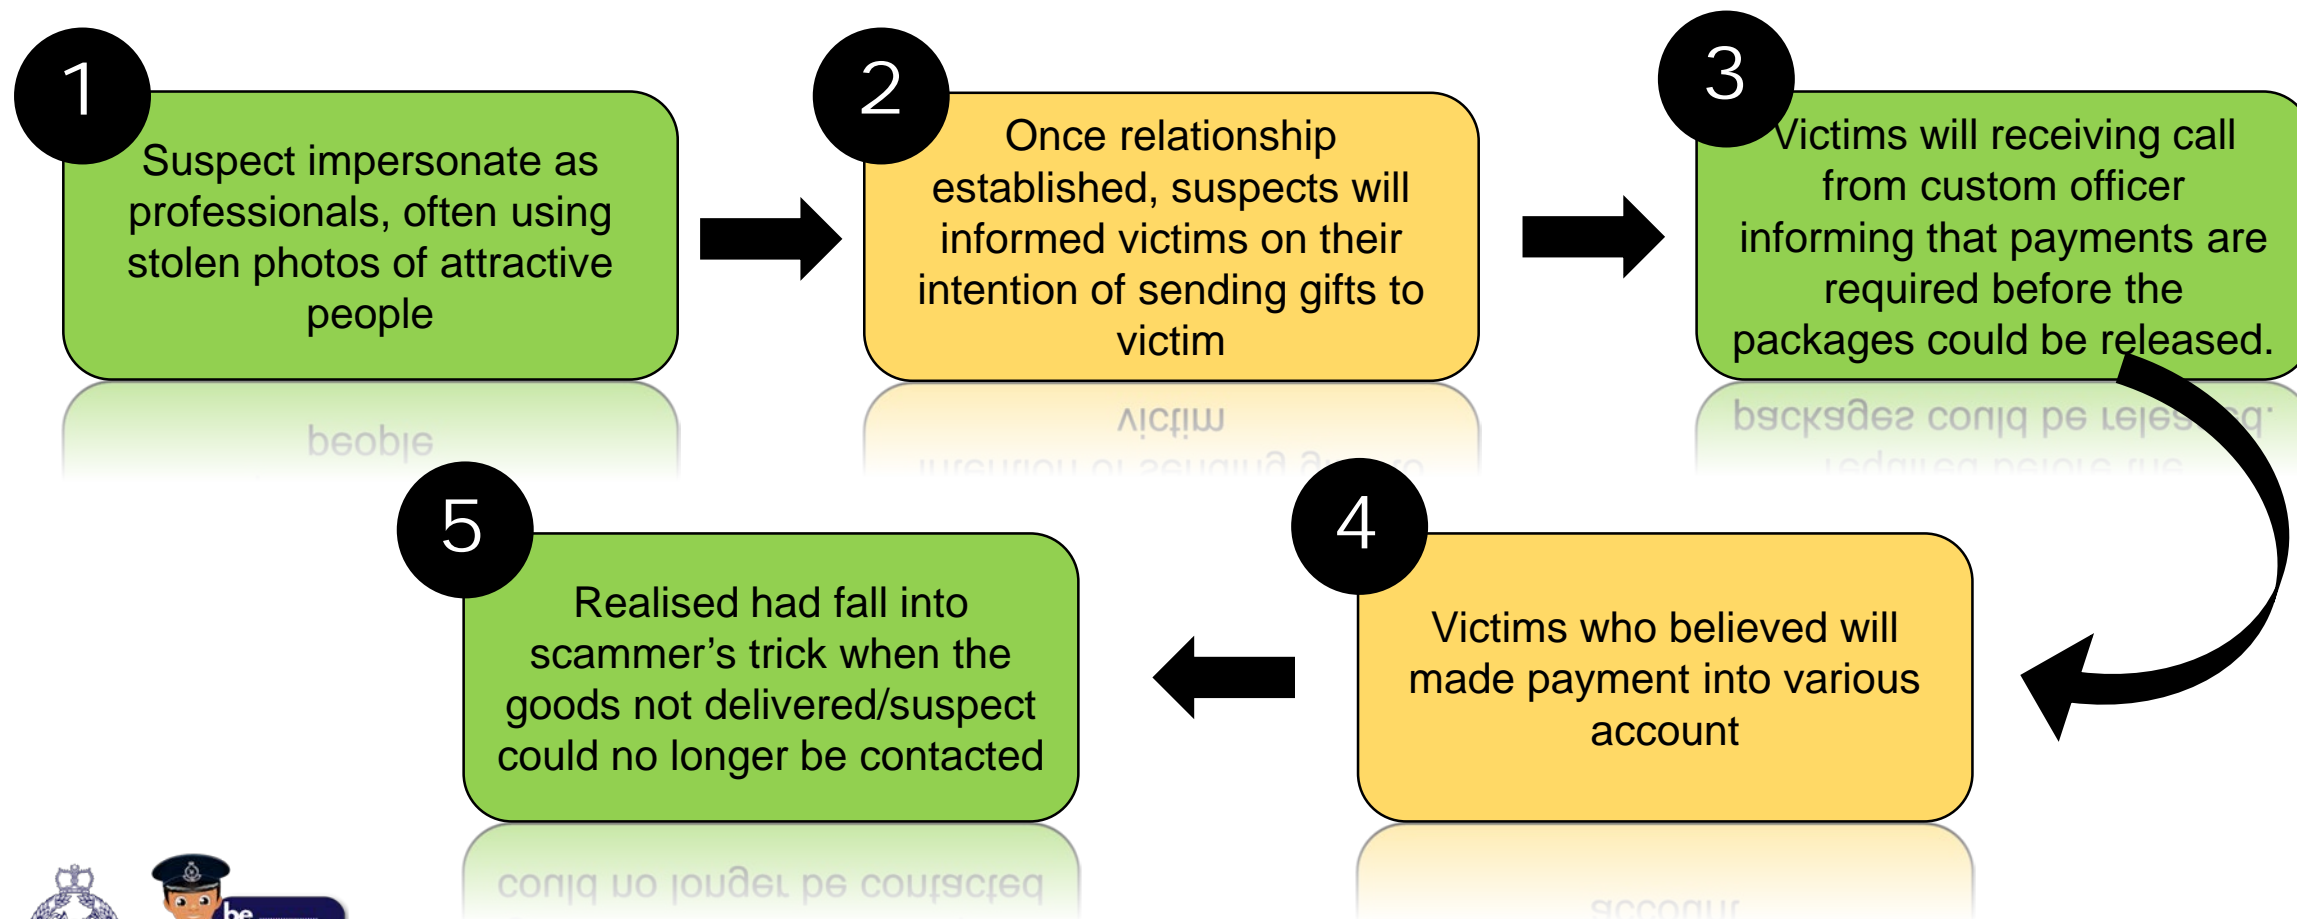 1
Suspect impersonate as
professionals, often using
stolen photos of attractive
people
2
Once relationship
established, suspects will
informed victims on their
intention of sending gifts to
victim
3
Victims will receiving call
from custom officer
informing that payments are
required before the
packages could be released.
4
Victims who believed will
made payment into various
account
5
Realised had fall into
scammer’s trick when the
goods not delivered/suspect
could no longer be contacted
be